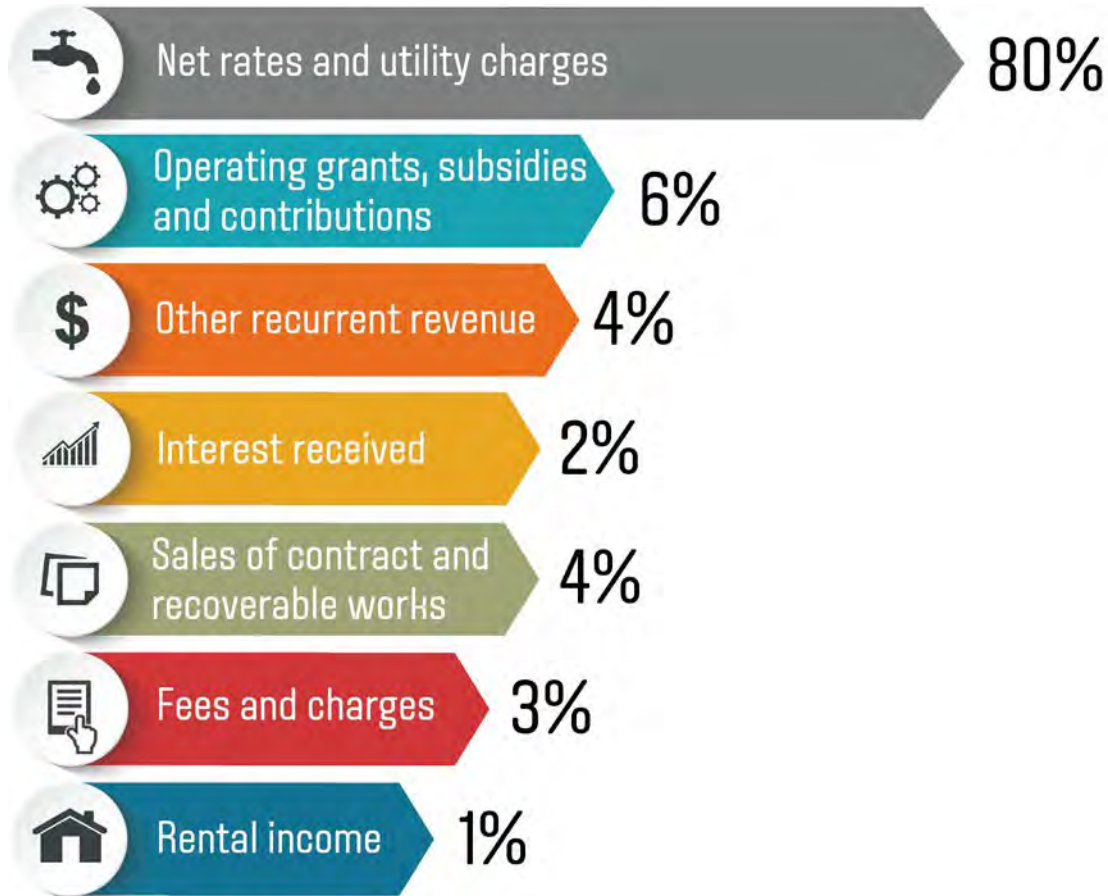 Net rates and utility charges 80%
Operating grants, subsidies
and contributions 6%
$ Other recurrent revenue 4%
Interest received 2%
Sales of contract and
recoverable works 4%
Fees and charges 3%
Rental income 1%